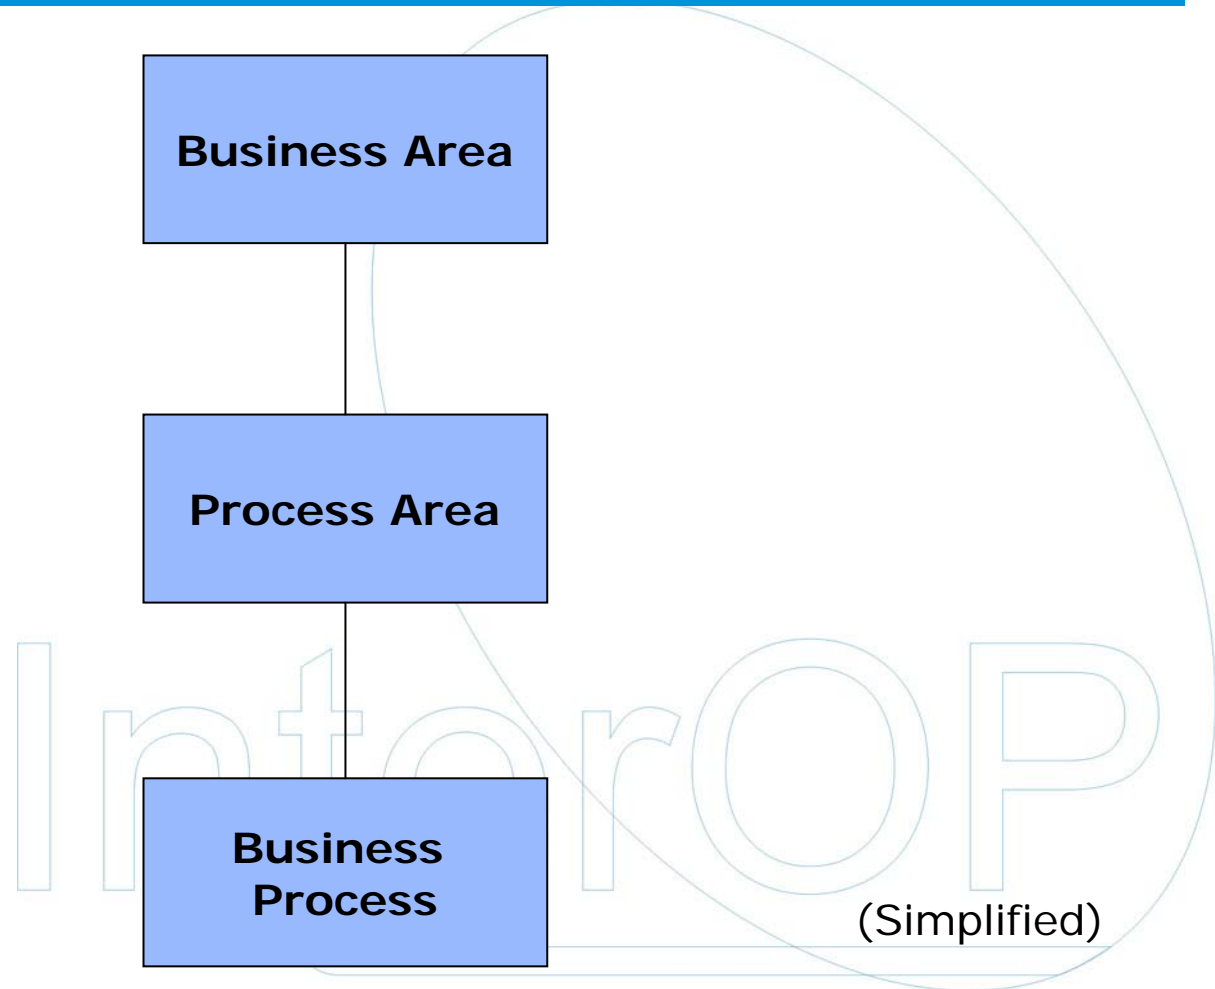 Business Area
Process Area
InterOP
Business
Process
(Simplified)